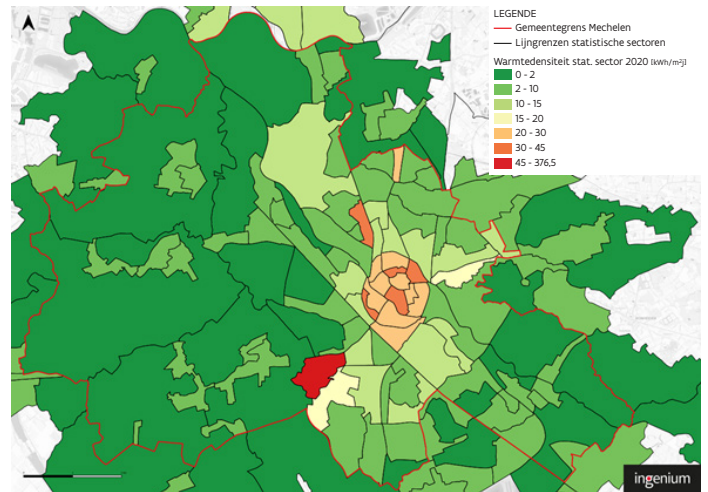 LEGENDE
Gemeentegrens Mechelen
Lijngrenzen statistische sectoren
Warmtedensiteit stat. sector 2020 [kWh/m²j]
0 - 2
2 - 10
10 - 15
15 - 20
20 - 30
30 - 45
45 - 376,5
ingenium